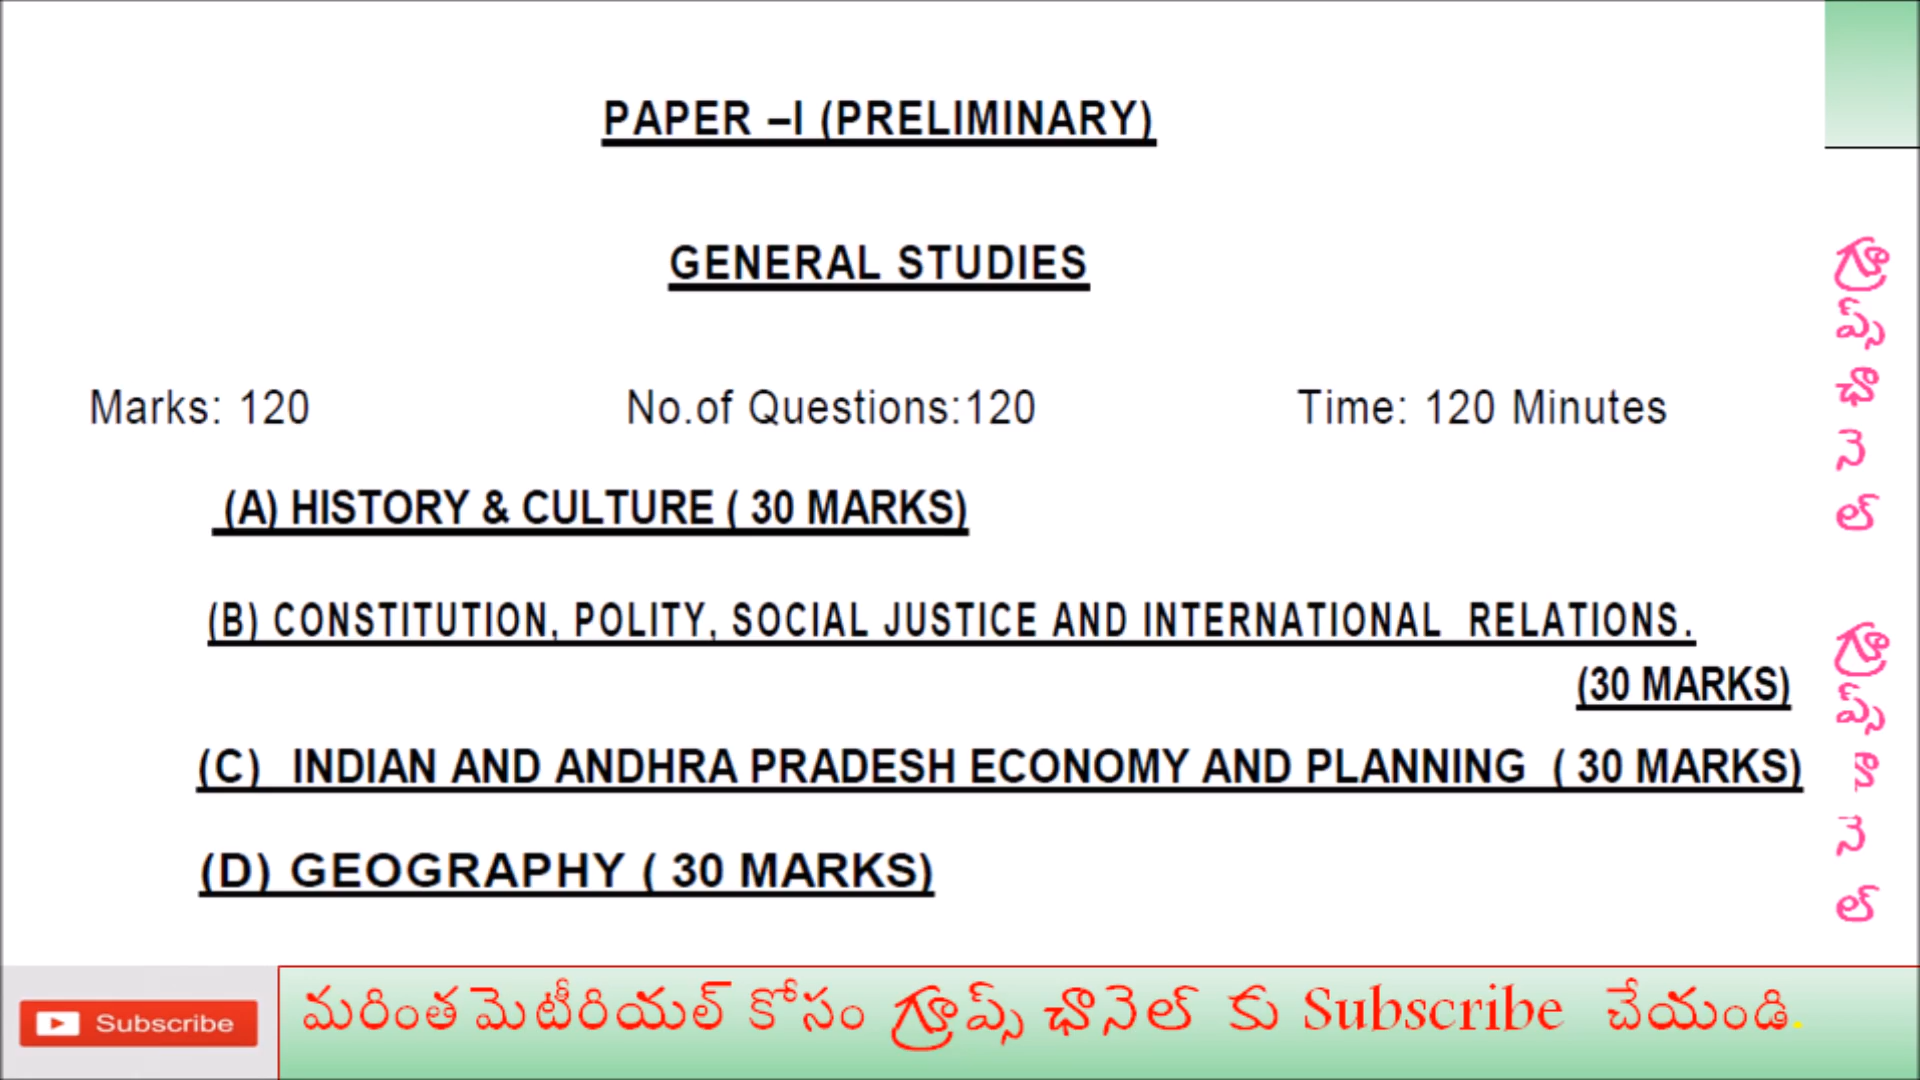 PAPER –I (PRELIMINARY)
GENERAL STUDIES
Marks: 120 No.of Questions:120 Time: 120 Minutes
(A) HISTORY & CULTURE ( 30 MARKS)
(B) CONSTITUTION, POLITY, SOCIAL JUSTICE AND INTERNATIONAL RELATIONS.
(30 MARKS)
(C) INDIAN AND ANDHRA PRADESH ECONOMY AND PLANNING ( 30 MARKS)
(D) GEOGRAPHY ( 30 MARKS)
గ్రూప్స్ ఛానెల్
గ్రూప్స్
నెల్
Subscribe
మరింత మెటీరియల్ కోసం గ్రూప్స్ ఛానెల్ కు Subscribe చేయండి.